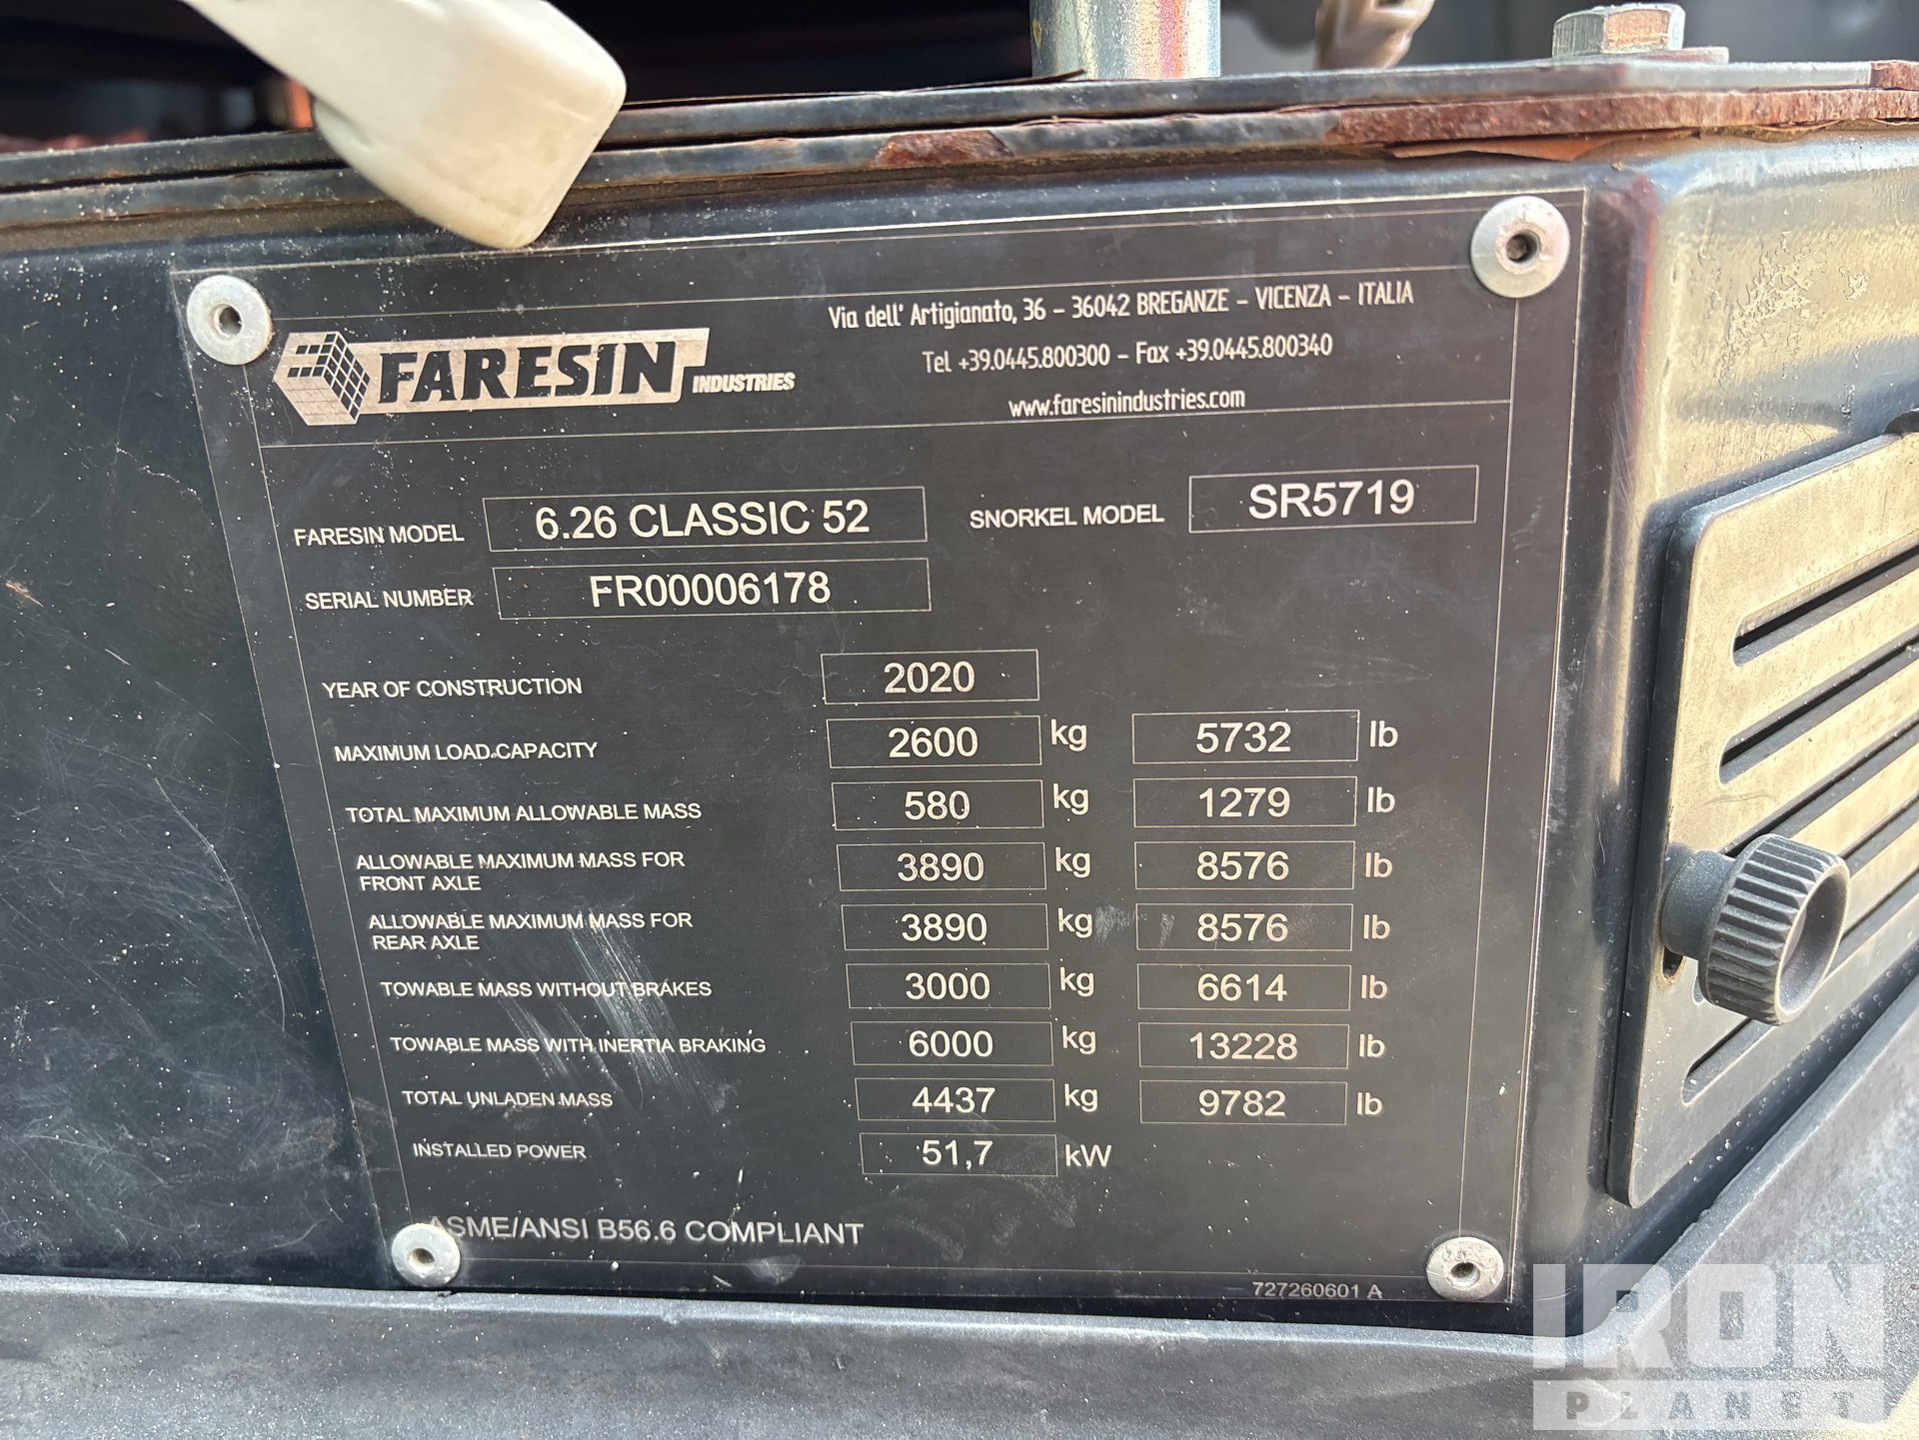 Via dell' Artigianato, 36 - 36042 BREGANZE - VICENZA - ITALIA
FARESIN INDUSTRIES
Tel +39.0445.800300 - Fax +39.0445.800340
www.faresinindustries.com
FARESIN MODEL 6.26 CLASSIC 52 SNORKEL MODEL SR5719
SERIAL NUMBER FR00006178
YEAR OF CONSTRUCTION 2020
MAXIMUM LOAD CAPACITY 2600 kg 5732 lb
TOTAL MAXIMUM ALLOWABLE MASS 580 kg 1279 lb
ALLOWABLE MAXIMUM MASS FOR
FRONT AXLE 3890 kg 8576 lb
ALLOWABLE MAXIMUM MASS FOR
REAR AXLE 3890 kg 8576 lb
TOWABLE MASS WITHOUT BRAKES 3000 kg 6614 lb
TOWABLE MASS WITH INERTIA BRAKING 6000 kg 13228 lb
TOTAL UNLADEN MASS 4437 kg 9782 lb
INSTALLED POWER 51,7 kW
ASME/ANSI B56.6 COMPLIANT
727260601 A
IRON
PLANET